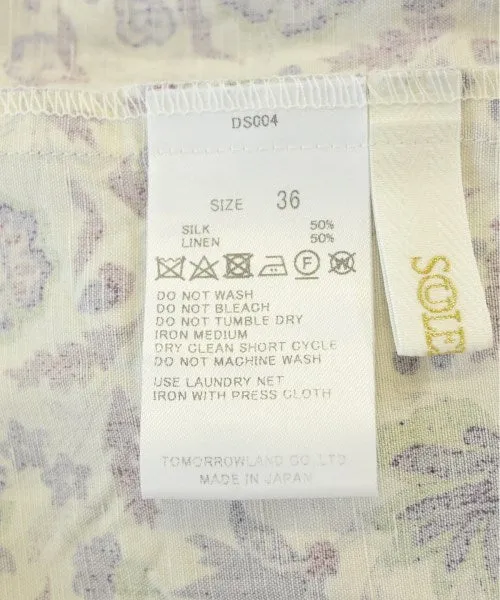 DS004
SIZE 36
SILK 50%
LINEN 50%
F
W
DO NOT WASH
DO NOT BLEACH
DO NOT TUMBLE DRY
IRON MEDIUM
DRY CLEAN SHORT CYCLE
DO NOT MACHINE WASH
USE LAUNDRY NET
IRON WITH PRESS CLOTH
TOMORROWLAND CO.,LTD.
MADE IN JAPAN
SOLE